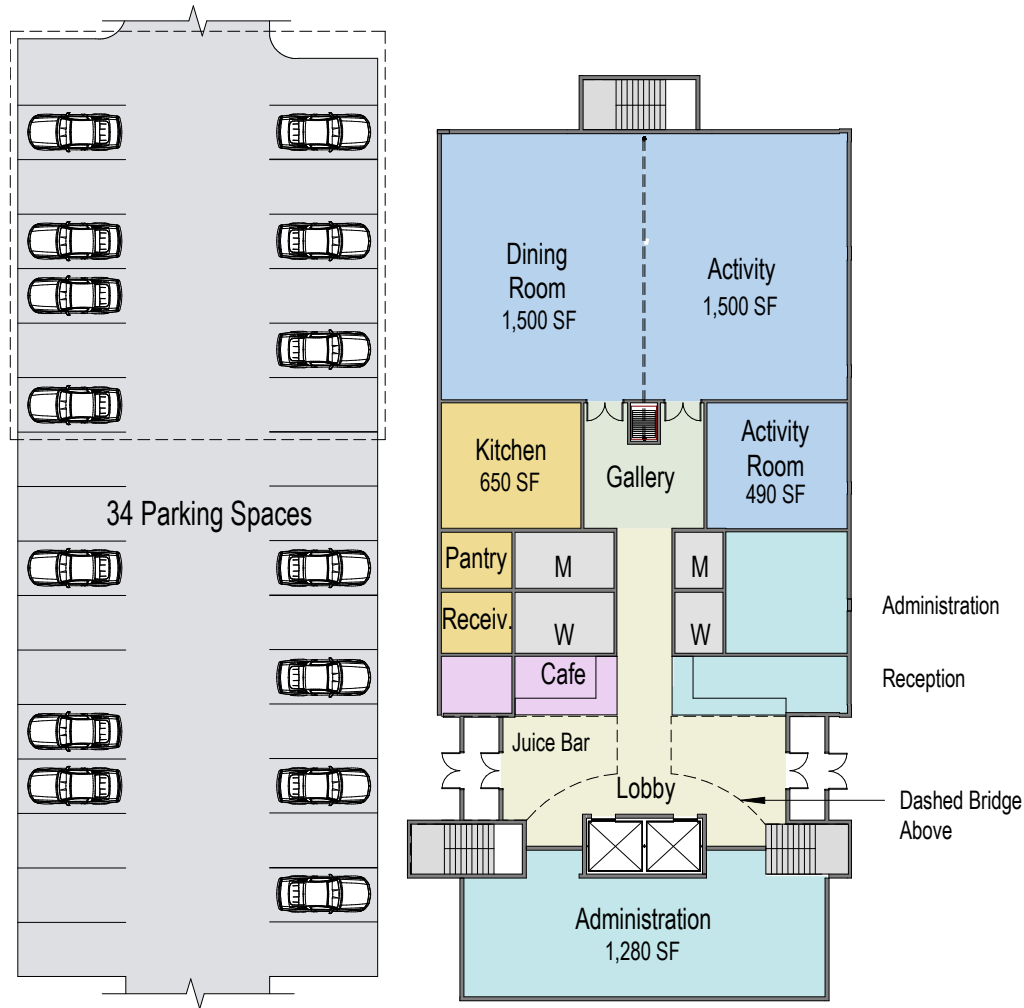 34 Parking Spaces
Dining
Room
1,500 SF
Activity
1,500 SF
Kitchen
650 SF
Gallery
Activity
Room
490 SF
Pantry
M
M
Receiv.
W
W
Administration
Cafe
Reception
Juice Bar
Lobby
Dashed Bridge
Above
Administration
1,280 SF